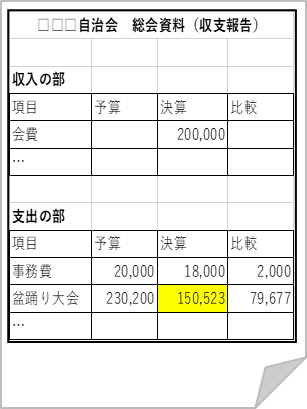 □□□自治会　総会資料（収支報告）
収入の部
項目 予算 決算 比較
会費 200,000
…
支出の部
項目 予算 決算 比較
事務費 20,000 18,000 2,000
盆踊り大会 230,200 150,523 79,677
…